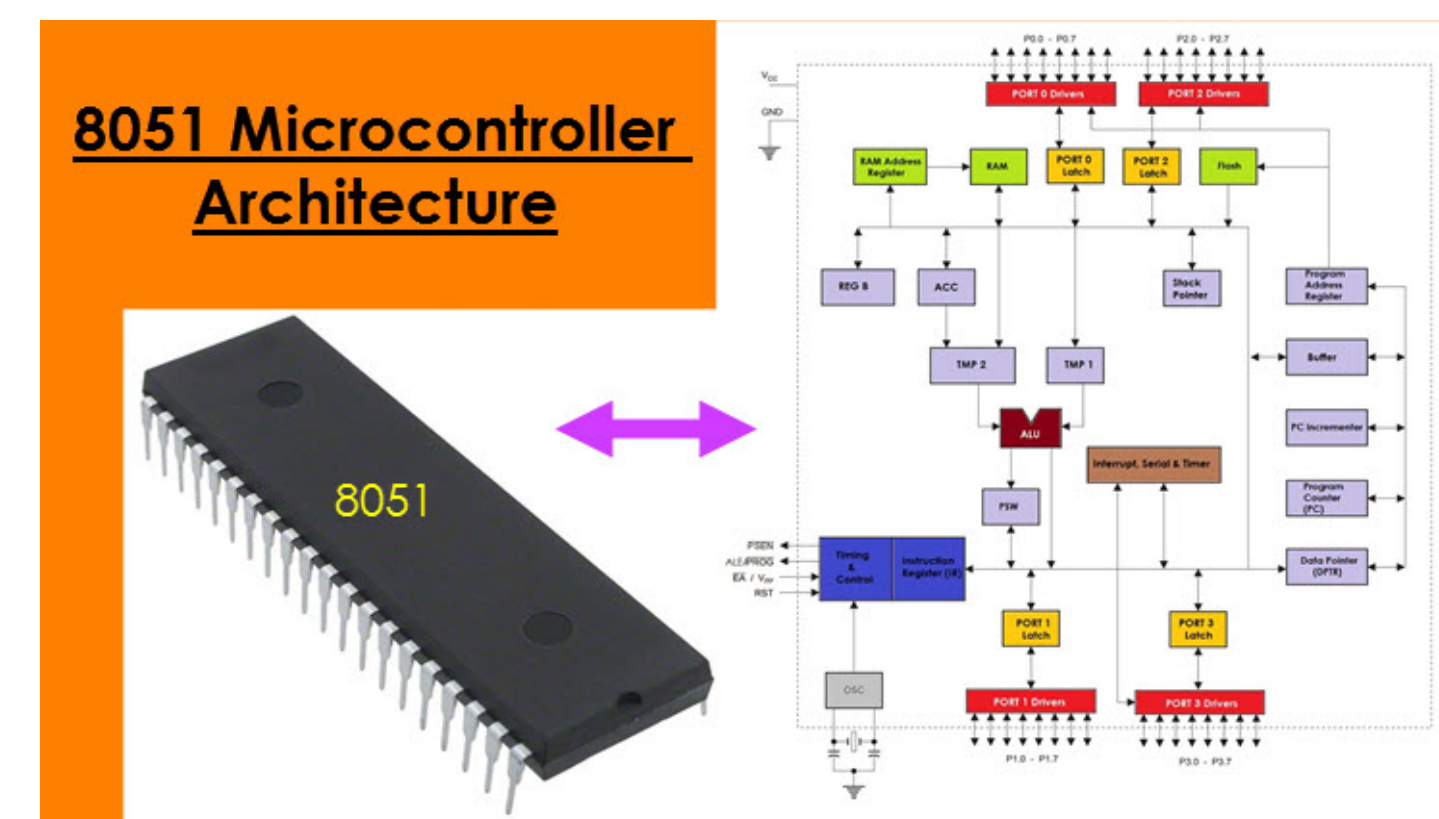 8051 Microcontroller
Architecture
8051
P0.0 - P0.7
P2.0 - P2.7
VCC
PORT 0 Drivers
PORT 2 Drivers
GND
RAM Address
Register
RAM
PORT 0
Latch
PORT 2
Latch
Flash
REG B
ACC
Stack
Pointer
Program
Address
Register
TMP 2
TMP 1
Buffer
ALU
PC Incrementer
Interrupt, Serial & Timer
Program
Counter
(PC)
PSW
PSEN
ALE/PROG
EA / VPP
RST
Timing
&
Control
Instruction
Register (IR)
Data Pointer
(DPTR)
PORT 1
Latch
PORT 3
Latch
OSC
PORT 1 Drivers
PORT 3 Drivers
P1.0 - P1.7
P3.0 - P3.7